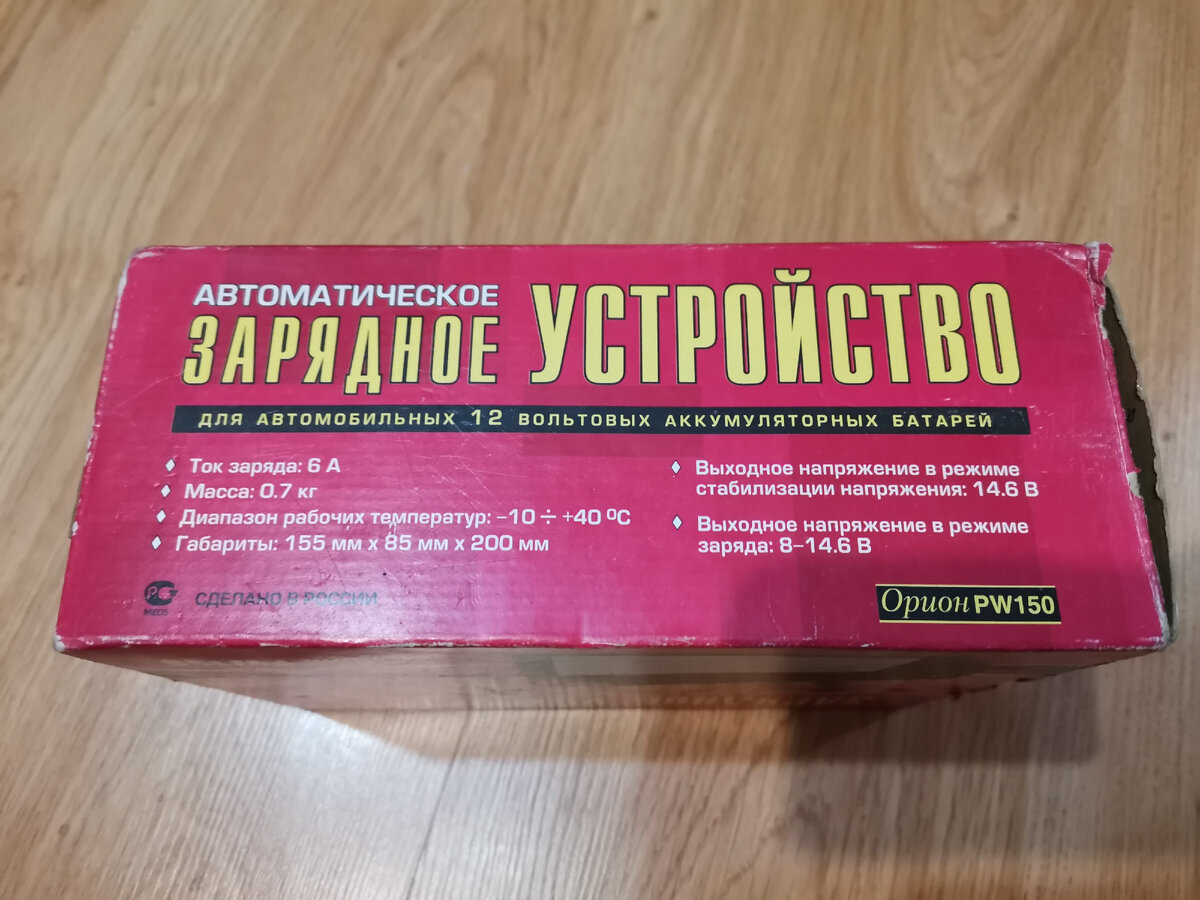 АВТОМАТИЧЕСКОЕ
ЗАРЯДНОЕ УСТРОЙСТВО
ДЛЯ АВТОМОБИЛЬНЫХ 12 ВОЛЬТОВЫХ АККУМУЛЯТОРНЫХ БАТАРЕЙ
Ток заряда: 6 А
Масса: 0.7 кг
Диапазон рабочих температур: –10 ÷ +40 ºС
Габариты: 155 мм х 85 мм х 200 мм
Выходное напряжение в режиме
стабилизации напряжения: 14.6 В
Выходное напряжение в режиме
заряда: 8–14.6 В
СДЕЛАНО В РОССИИ
Орион PW150